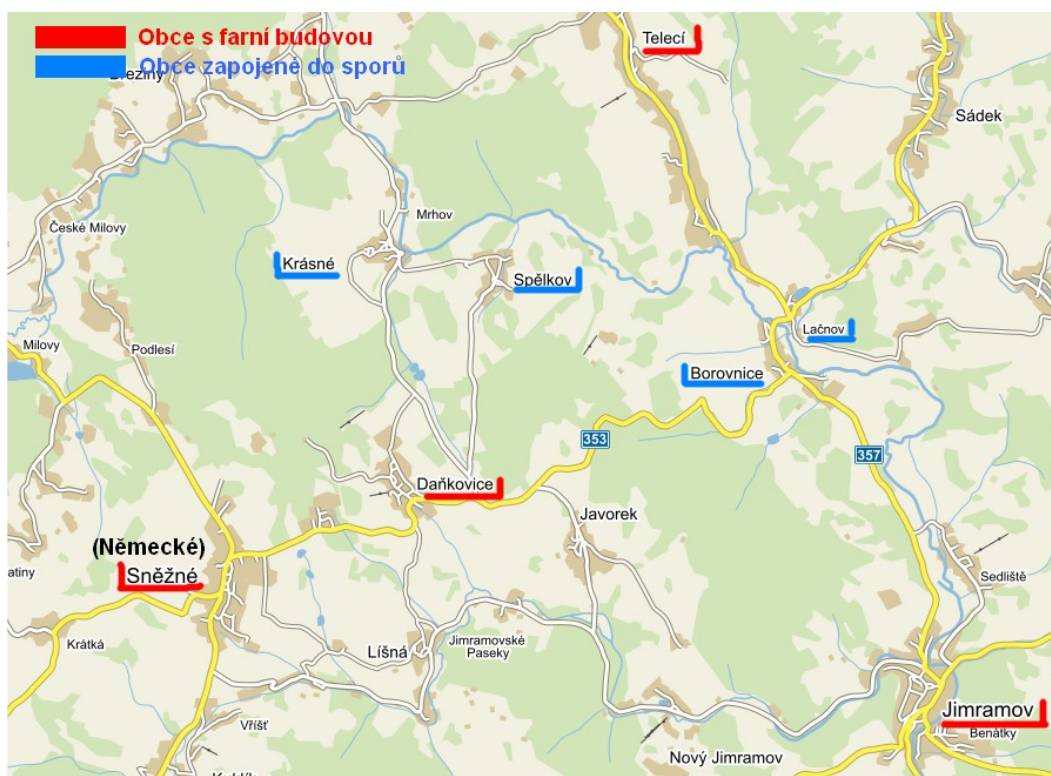 Obce s farní budovou
Obce zapojené do sporů
Březiny
Telecí
Sádek
České Milovy
Mrhov
Krásné
Spělkov
Lačnov
Milovy
Podlesí
Borovnice
353
357
Daňkovice
Javorek
(Německé)
Sněžné
Sedliště
Krátká
Líšná
Jimramovské
Paseky
Jimramov
Benátky
Vříšť
Nový Jimramov